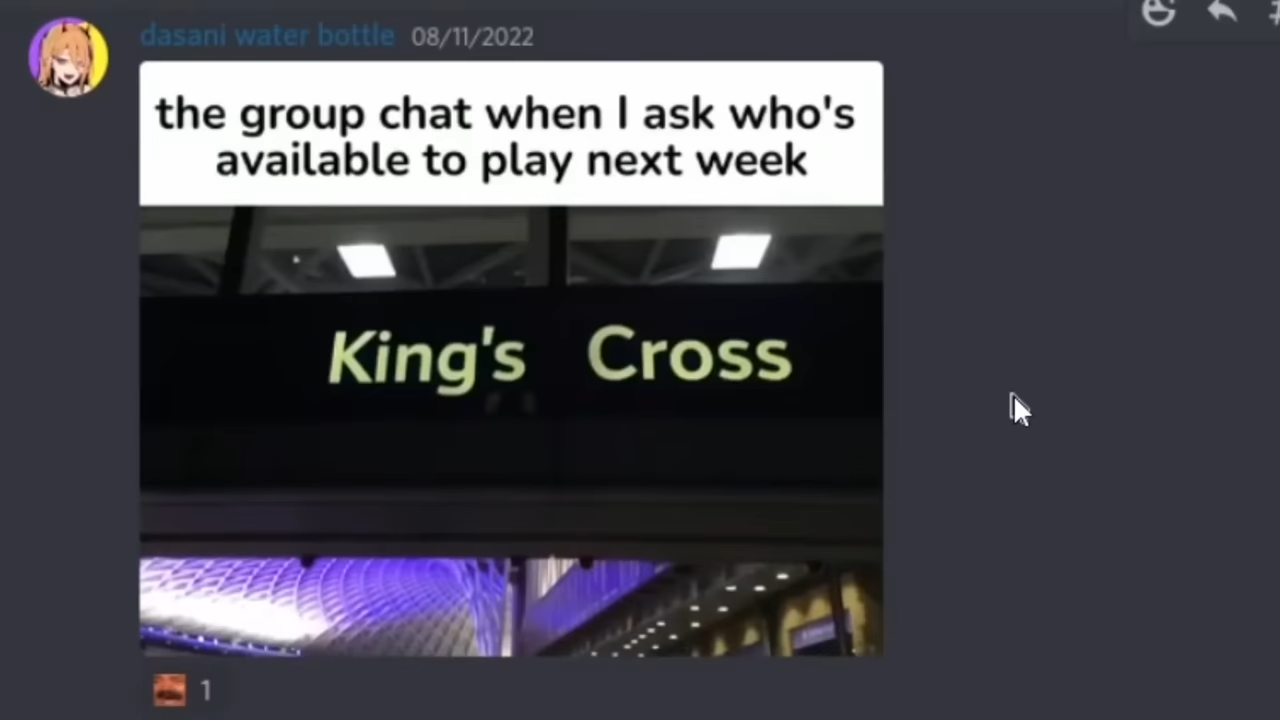 dasani water bottle 08/11/2022
the group chat when I ask who's
available to play next week
King's Cross
1